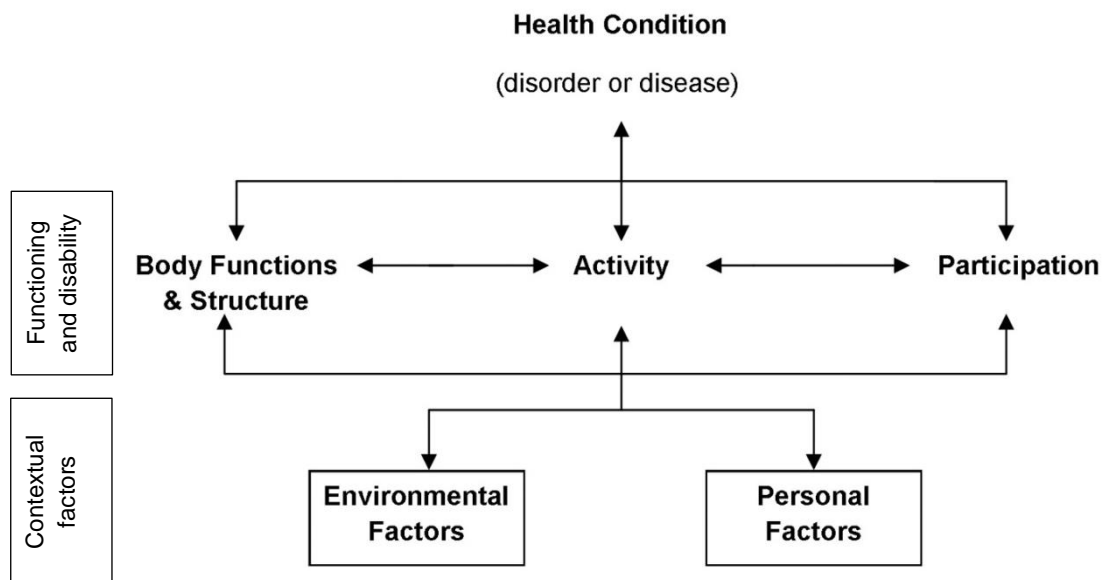 Health Condition
(disorder or disease)
Functioning
and disability
Body Functions
& Structure
Activity
Participation
Contextual
factors
Environmental
Factors
Personal
Factors